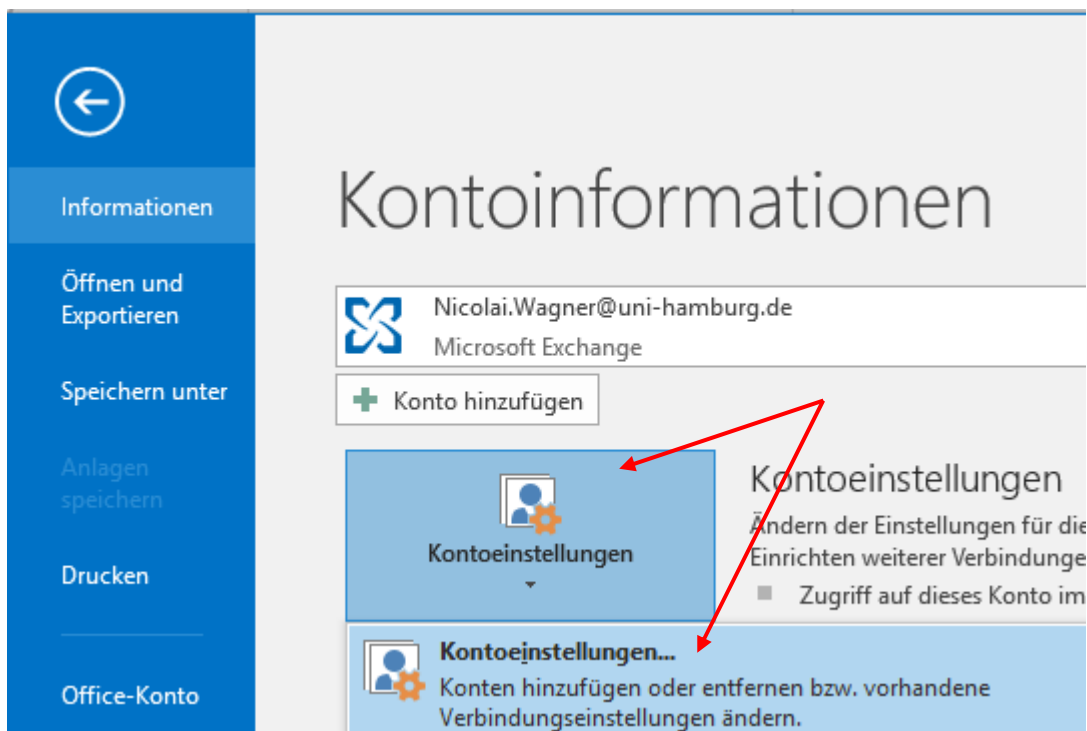 Informationen
Öffnen und
Exportieren
Speichern unter
Anlagen
speichern
Drucken
Office-Konto
Kontoinformationen
Nicolai.Wagner@uni-hamburg.de
Microsoft Exchange
Konto hinzufügen
Kontoeinstellungen
Kontoeinstellungen
Ändern der Einstellungen für die
Einrichten weiterer Verbindunge
Zugriff auf dieses Konto im
Kontoeinstellungen...
Konten hinzufügen oder entfernen bzw. vorhandene
Verbindungseinstellungen ändern.